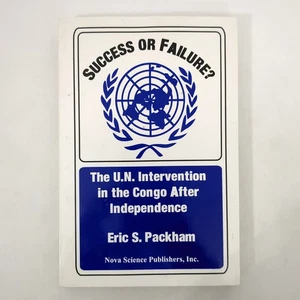 SUCCESS OR FAILURE?
The U.N. Intervention
in the Congo After
Independence
Eric S. Packham
Nova Science Publishers, Inc.